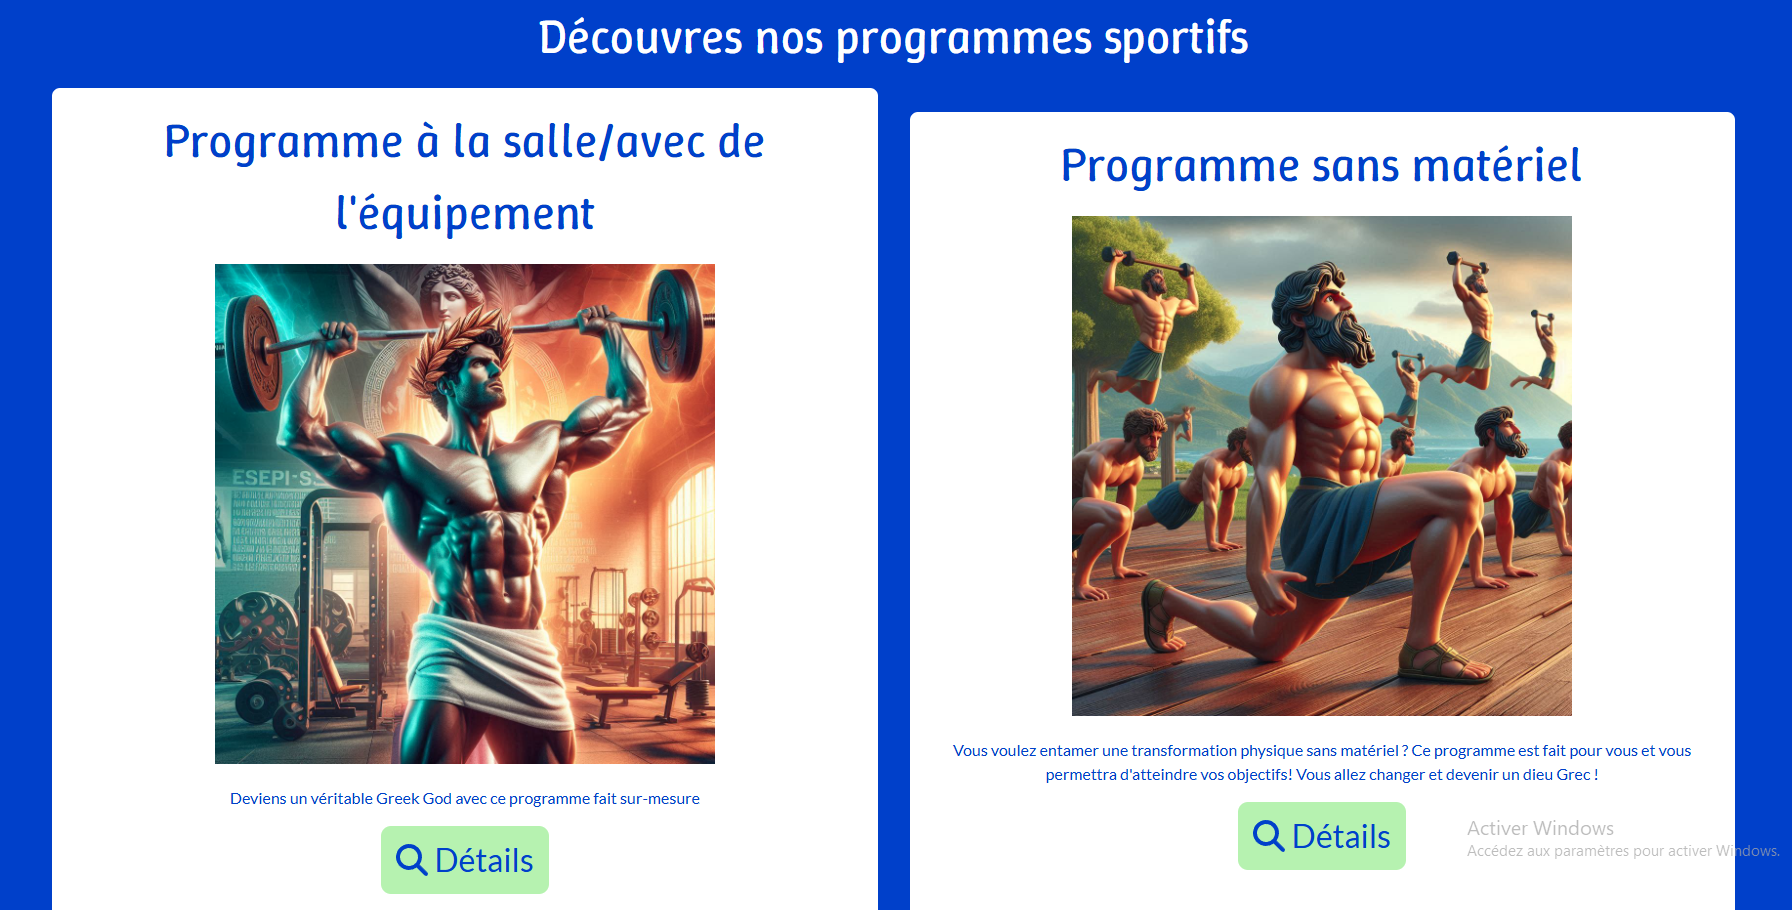 Découvres nos programmes sportifs
Programme à la salle/avec de
l'équipement
ESEPI-S
Deviens un véritable Greek God avec ce programme fait sur-mesure
Détails
Programme sans matériel
Vous voulez entamer une transformation physique sans matériel ? Ce programme est fait pour vous et vous
permettra d'atteindre vos objectifs! Vous allez changer et devenir un dieu Grec !
Détails
Activer Windows
Accédez aux paramètres pour activer Windows.